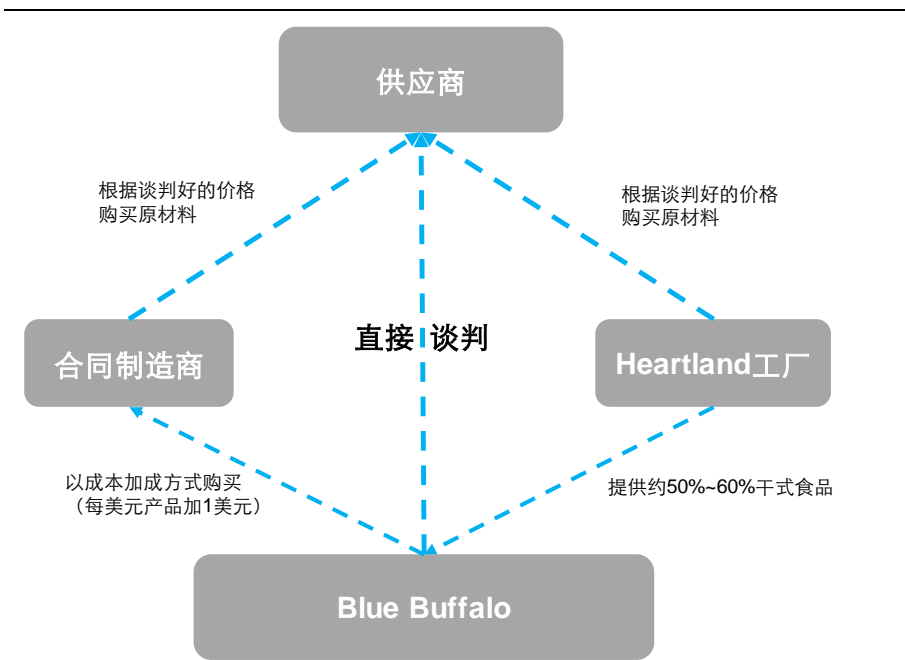 供应商
根据谈判好的价格
购买原材料
根据谈判好的价格
购买原材料
直接 谈判
合同制造商
Heartland工厂
以成本加成方式购买
（每美元产品加1美元）
提供约50%~60%干式食品
Blue Buffalo